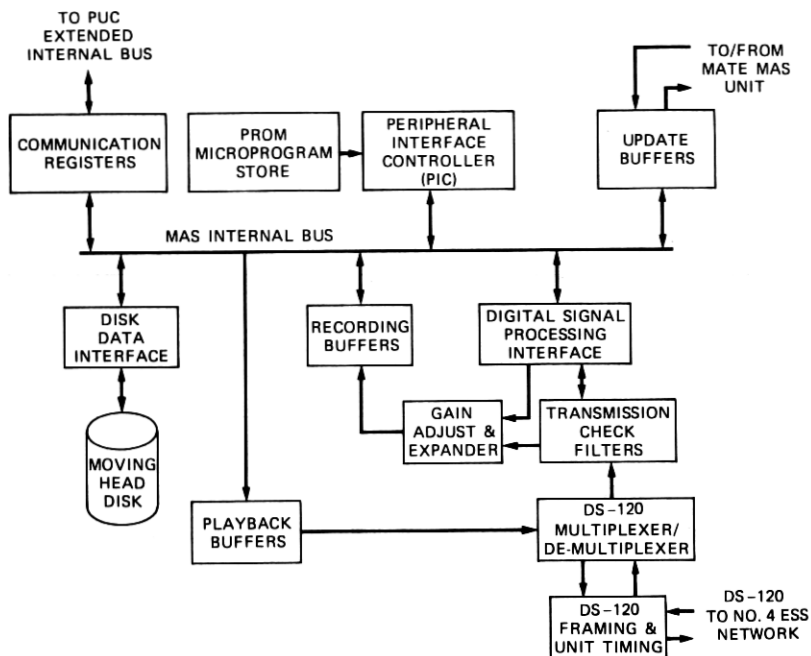 TO PUC
EXTENDED
INTERNAL BUS
TO/FROM
MATE MAS
UNIT
COMMUNICATION
REGISTERS
PROM
MICROPROGRAM
STORE
PERIPHERAL
INTERFACE
CONTROLLER
(PIC)
UPDATE
BUFFERS
MAS INTERNAL BUS
DISK
DATA
INTERFACE
RECORDING
BUFFERS
DIGITAL SIGNAL
PROCESSING
INTERFACE
MOVING
HEAD
DISK
GAIN
ADJUST &
EXPANDER
TRANSMISSION
CHECK
FILTERS
PLAYBACK
BUFFERS
DS-120
MULTIPLEXER/
DE-MULTIPLEXER
DS-120
FRAMING &
UNIT TIMING
DS-120
TO NO. 4 ESS
NETWORK